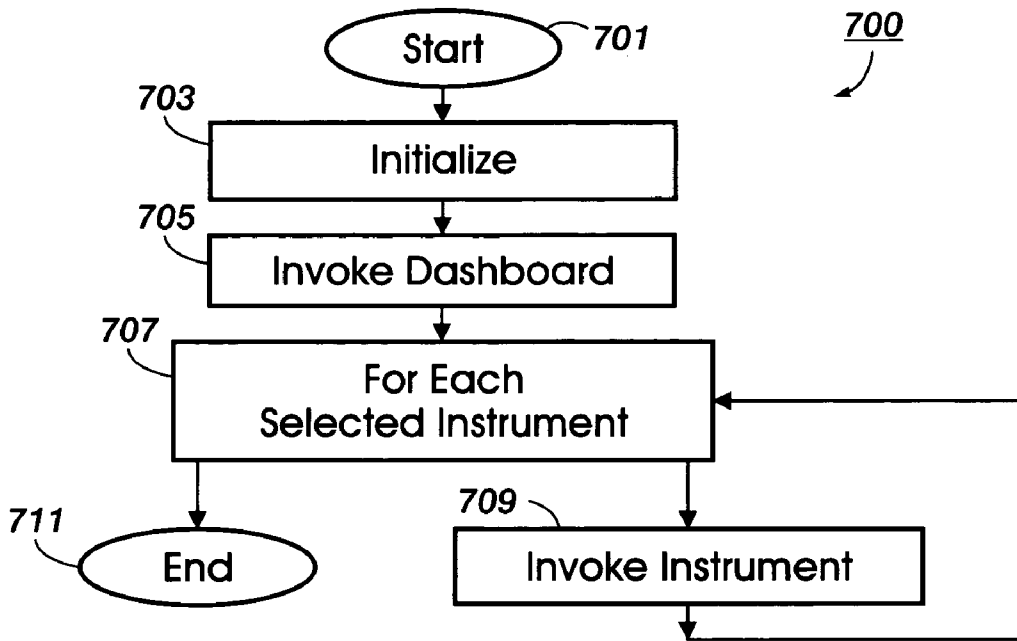 Start
701
700
703
Initialize
705
Invoke Dashboard
707
For Each
Selected Instrument
709
711
End
Invoke Instrument